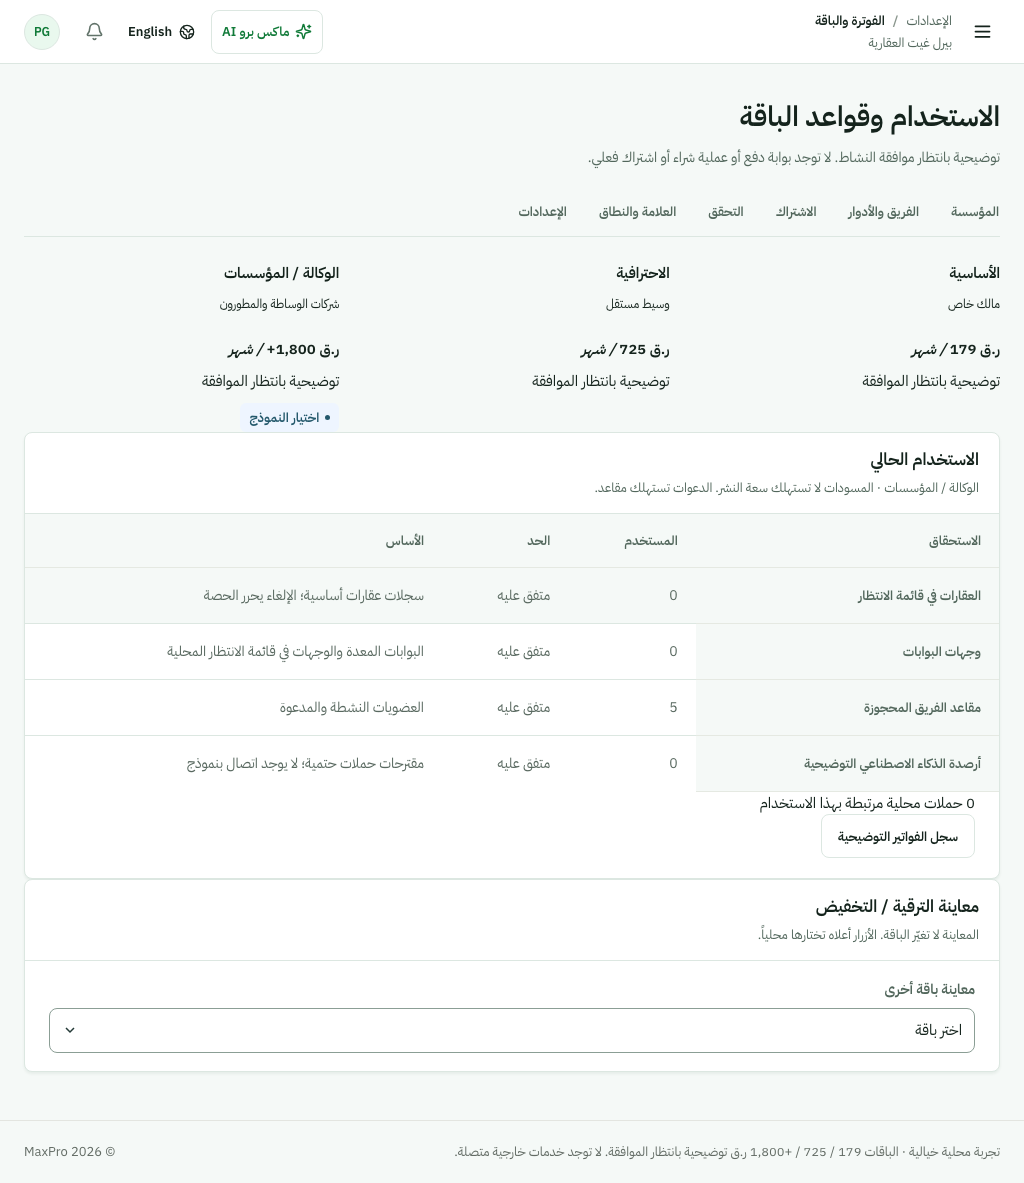 الإعدادات / الفوترة والباقة
بيرل غيت العقارية
ماكس برو AI
English
PG
الاستخدام وقواعد الباقة
توضيحية بانتظار موافقة النشاط. لا توجد بوابة دفع أو عملية شراء أو اشتراك فعلي.
المؤسسة
الفريق والأدوار
الاشتراك
التحقق
العلامة والنطاق
الإعدادات
الأساسية
مالك خاص
ر.ق 179 / شهر
توضيحية بانتظار الموافقة
الاحترافية
وسيط مستقل
ر.ق 725 / شهر
توضيحية بانتظار الموافقة
الوكالة / المؤسسات
شركات الوساطة والمطورون
ر.ق 1,800+ / شهر
توضيحية بانتظار الموافقة
• اختيار النموذج
الاستخدام الحالي
الوكالة / المؤسسات · المسودات لا تستهلك سعة النشر. الدعوات تستهلك مقاعد.
الاستحقاق المستخدم الحد الأساس
العقارات في قائمة الانتظار 0 متفق عليه سجلات عقارات أساسية؛ الإلغاء يحرر الحصة
وجهات البوابات 0 متفق عليه البوابات المعدة والوجهات في قائمة الانتظار المحلية
مقاعد الفريق المحجوزة 5 متفق عليه العضويات النشطة والمدعوة
أرصدة الذكاء الاصطناعي التوضيحية 0 متفق عليه مقترحات حملات حتمية؛ لا يوجد اتصال بنموذج
0 حملات محلية مرتبطة بهذا الاستخدام
سجل الفواتير التوضيحية
معاينة الترقية / التخفيض
المعاينة لا تغيّر الباقة. الأزرار أعلاه تختارها محلياً.
معاينة باقة أخرى
اختر باقة
تجربة محلية خيالية · الباقات 179 / 725 / 1,800+ ر.ق توضيحية بانتظار الموافقة. لا توجد خدمات خارجية متصلة.
© 2026 MaxPro